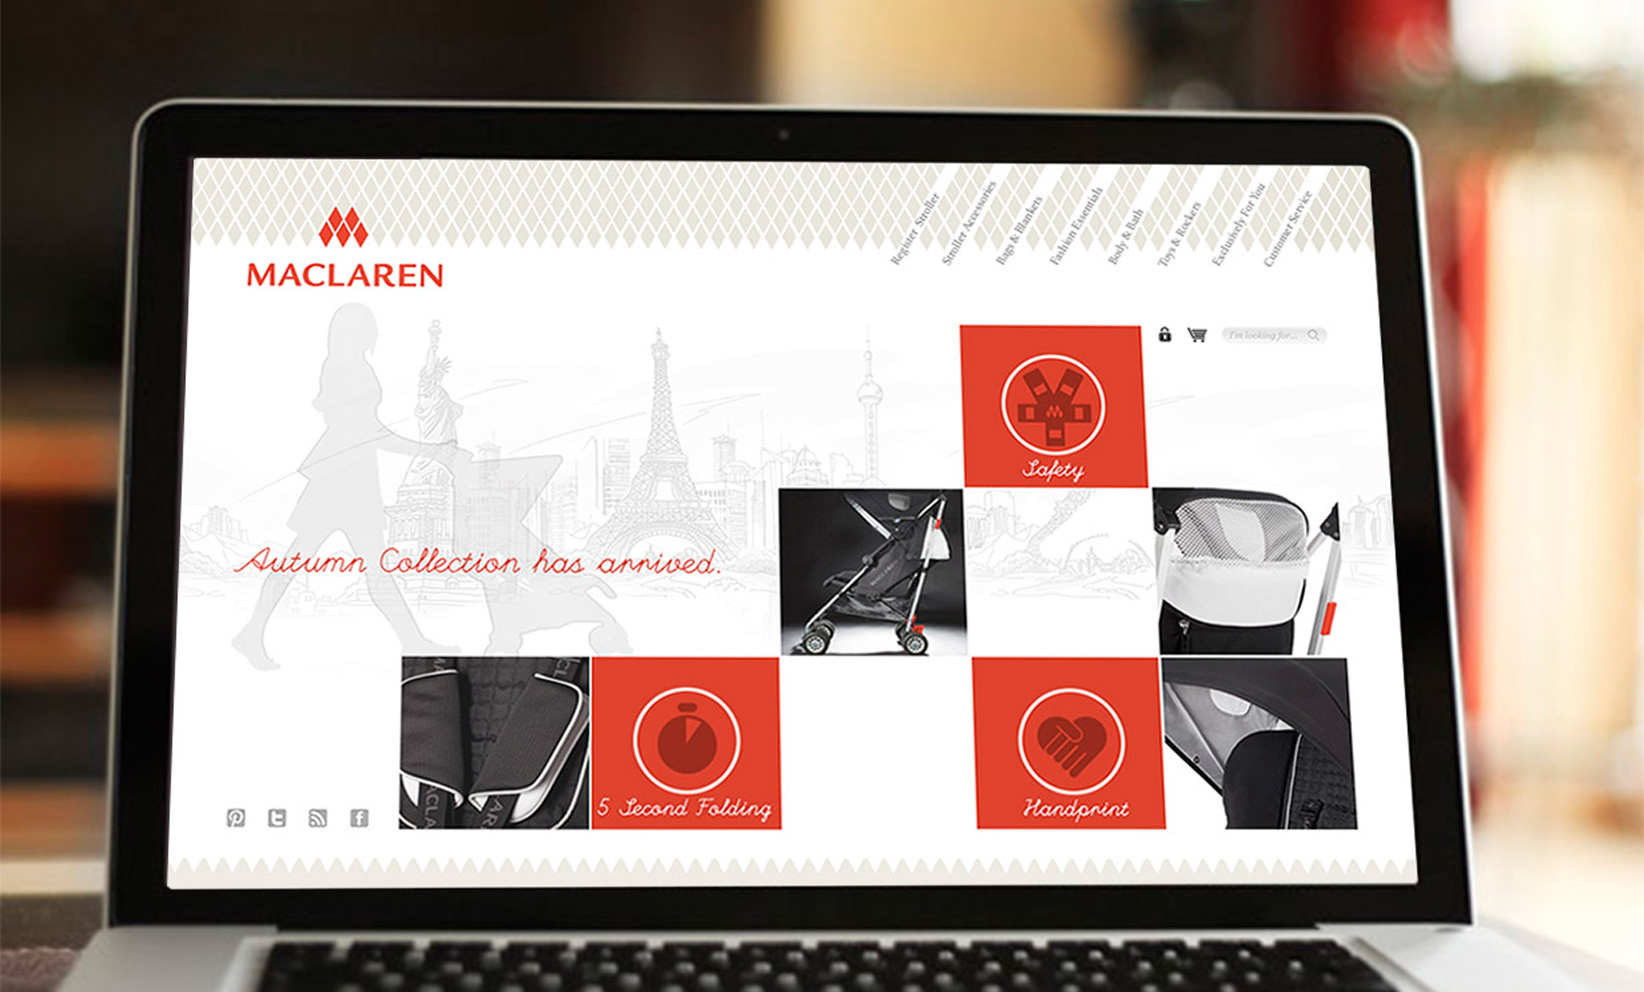 Register Stroller
Stroller Accessories
Bags & Blankets
Fashion Essentials
Body & Bath
Toys & Rockers
Exclusively For You
Customer Service
MACLAREN
I'm looking for...
Safety
Autumn Collection has arrived.
MACLAREN
5 Second Folding
Handprint